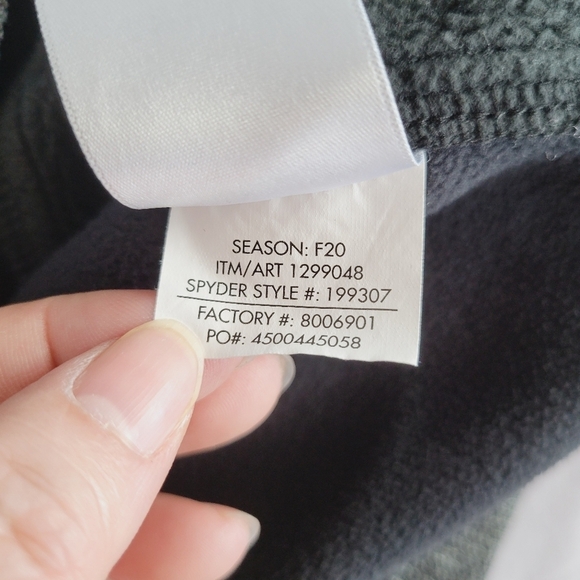 SEASON: F20
ITM/ART 1299048
SPYDER STYLE #: 199307
FACTORY #: 8006901
PO#: 4500445058